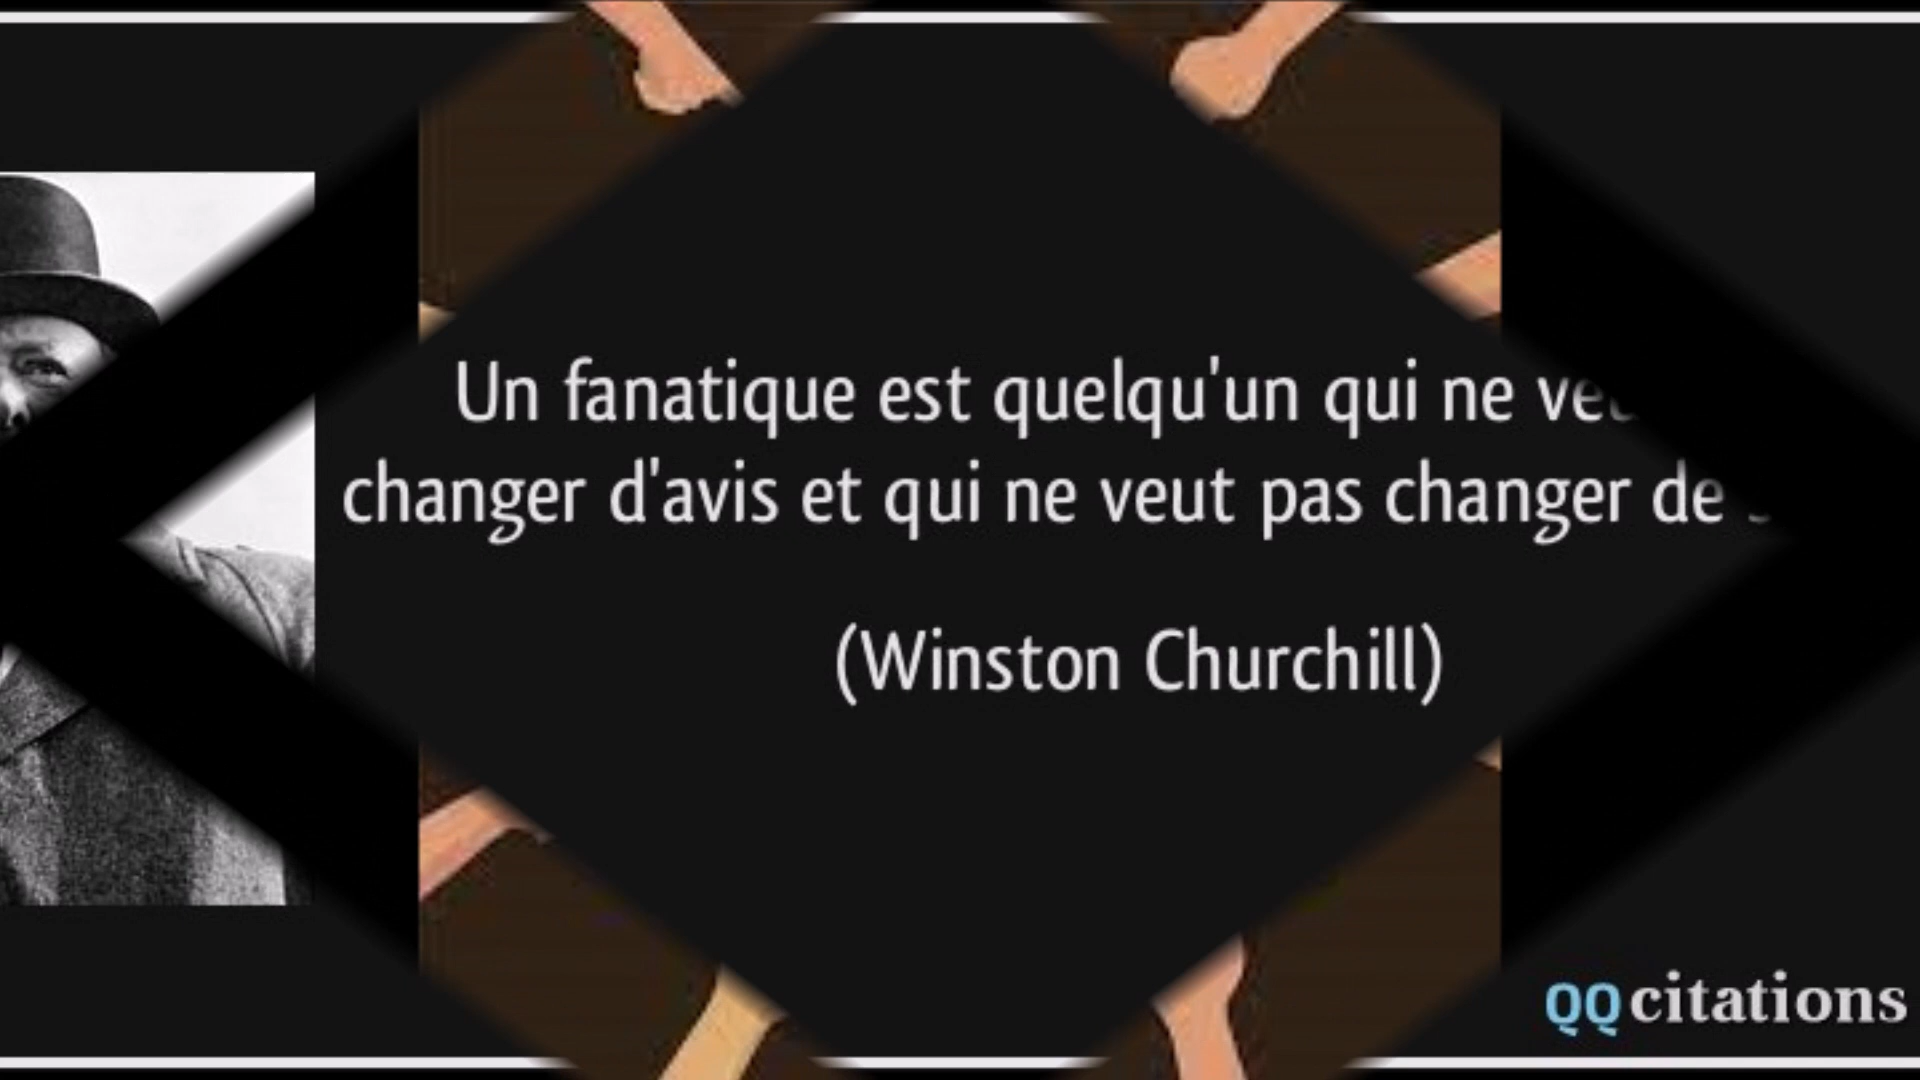 Un fanatique est quelqu'un qui ne
changer d'avis et qui ne veut pas changer de
(Winston Churchill)
QQcitations